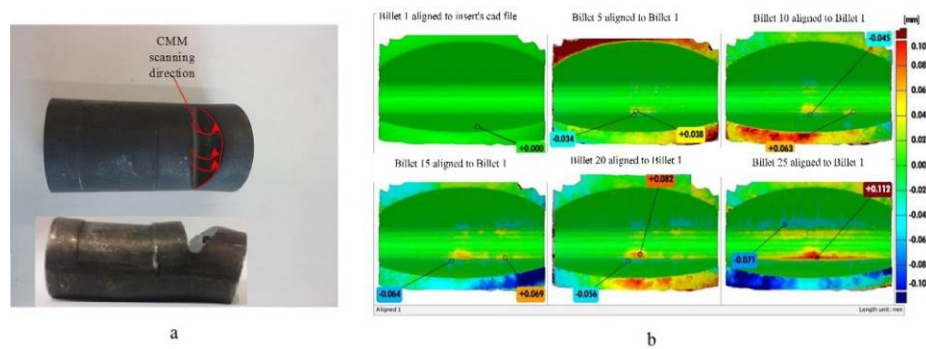 CMM
scanning
direction
a
Billet 1 aligned to insert's cad file
+0.000
Billet 5 aligned to Billet 1
-0.034
+0.038
Billet 10 aligned to Billet 1
-0.045
+0.063
Billet 15 aligned to Billet 1
-0.064
+0.069
Billet 20 aligned to Billet 1
+0.082
-0.056
Billet 25 aligned to Billet 1
+0.112
-0.071
[mm]
0.10
0.08
0.06
0.04
0.02
0.00
-0.02
-0.04
-0.06
-0.08
-0.10
Aligned 1
Length unit: mm
b